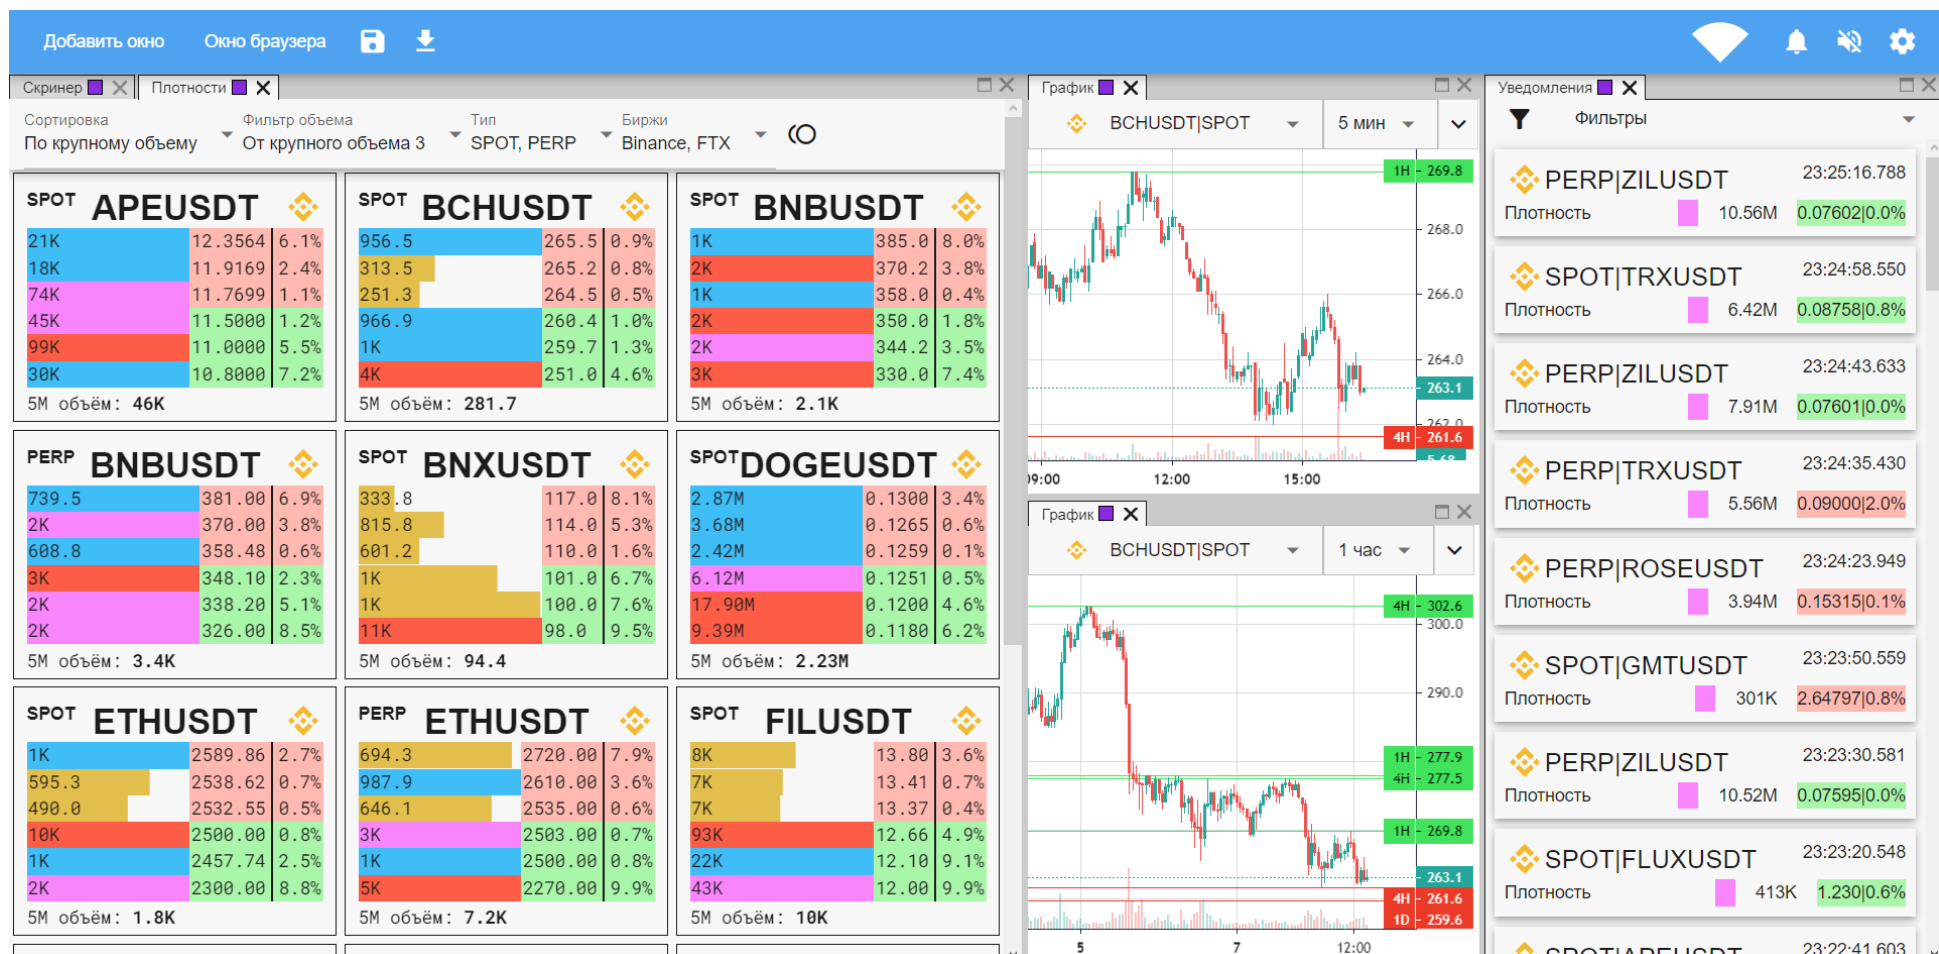 Добавить окно Окно браузера
Скринер Плотности
Сортировка Фильтр объема Тип Биржи
По крупному объему От крупного объема 3 SPOT, PERP Binance, FTX
SPOT APEUSDT
21K 12.3564 6.1%
18K 11.9169 2.4%
74K 11.7699 1.1%
45K 11.5000 1.2%
99K 11.0000 5.5%
30K 10.8000 7.2%
5M объём: 46K
SPOT BCHUSDT
956.5 265.5 0.9%
313.5 265.2 0.8%
251.3 264.5 0.5%
966.9 260.4 1.0%
1K 259.7 1.3%
4K 251.0 4.6%
5M объём: 281.7
SPOT BNBUSDT
1K 385.0 8.0%
2K 370.2 3.8%
1K 358.0 0.4%
2K 350.0 1.8%
2K 344.2 3.5%
3K 330.0 7.4%
5M объём: 2.1K
PERP BNBUSDT
739.5 381.00 6.9%
2K 370.00 3.8%
608.8 358.48 0.6%
3K 348.10 2.3%
2K 338.20 5.1%
2K 326.00 8.5%
5M объём: 3.4K
SPOT BNXUSDT
333.8 117.0 8.1%
815.8 114.0 5.3%
601.2 110.0 1.6%
1K 101.0 6.7%
1K 100.0 7.6%
11K 98.0 9.5%
5M объём: 94.4
SPOT DOGEUSDT
2.87M 0.1300 3.4%
3.68M 0.1265 0.6%
2.42M 0.1259 0.1%
6.12M 0.1251 0.5%
17.90M 0.1200 4.6%
9.39M 0.1180 6.2%
5M объём: 2.23M
SPOT ETHUSDT
1K 2589.86 2.7%
595.3 2538.62 0.7%
490.0 2532.55 0.5%
10K 2500.00 0.8%
1K 2457.74 2.5%
2K 2300.00 8.8%
5M объём: 1.8K
PERP ETHUSDT
694.3 2720.00 7.9%
987.9 2610.00 3.6%
646.1 2535.00 0.6%
3K 2503.00 0.7%
1K 2500.00 0.8%
5K 2270.00 9.9%
5M объём: 7.2K
SPOT FILUSDT
8K 13.80 3.6%
7K 13.41 0.7%
7K 13.37 0.4%
93K 12.66 4.9%
22K 12.10 9.1%
43K 12.00 9.9%
5M объём: 10K
График
BCHUSDT|SPOT 5 мин
1H 269.8
268.0
266.0
264.0
263.1
262.0
4H 261.6
5.68
09:00 12:00 15:00
График
BCHUSDT|SPOT 1 час
4H 302.6
300.0
290.0
1H 277.9
4H 277.5
1H 269.8
263.1
4H 261.6
1D 259.6
5 7 12:00
Уведомления
Фильтры
PERP|ZILUSDT 23:25:16.788
Плотность 10.56M 0.07602|0.0%
SPOT|TRXUSDT 23:24:58.550
Плотность 6.42M 0.08758|0.8%
PERP|ZILUSDT 23:24:43.633
Плотность 7.91M 0.07601|0.0%
PERP|TRXUSDT 23:24:35.430
Плотность 5.56M 0.09000|2.0%
PERP|ROSEUSDT 23:24:23.949
Плотность 3.94M 0.15315|0.1%
SPOT|GMTUSDT 23:23:50.559
Плотность 301K 2.64797|0.8%
PERP|ZILUSDT 23:23:30.581
Плотность 10.52M 0.07595|0.0%
SPOT|FLUXUSDT 23:23:20.548
Плотность 413K 1.230|0.6%
SPOT|APEUSDT 23:22:41.603